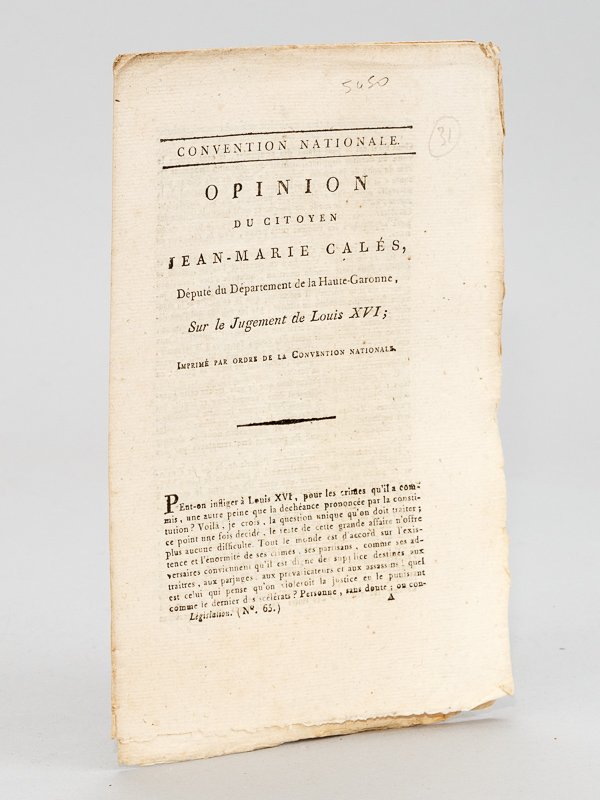 5450
31
CONVENTION NATIONALE.
OPINION
DU CITOYEN
JEAN-MARIE CALÉS,
Député du Département de la Haute-Garonne,
Sur le Jugement de Louis XVI;
IMPRIMÉ PAR ORDRE DE LA CONVENTION NATIONALE.
PEut-on infliger à Louis XVI, pour les crimes qu'il a com-
mis, une autre peine que la déchéance prononcée par la consti-
tution? Voilà, je crois, la question unique qu'on doit traiter;
ce point une fois décidé, le reste de cette grande affaire n'offre
plus aucune difficulté. Tout le monde est d'accord sur l'exis-
tence et l'énormité de ses crimes, ses partisans, comme ses ad-
versaires conviennent qu'il est digne de supplice destinés aux
traîtres, aux parjures, aux prévaricateurs et aux assassins: quel
est celui qui pense qu'on violeroit la justice en le punissant
comme le dernier des scélérats? Personne, sans doute; ou con-
Législation. (N°. 65.)
A